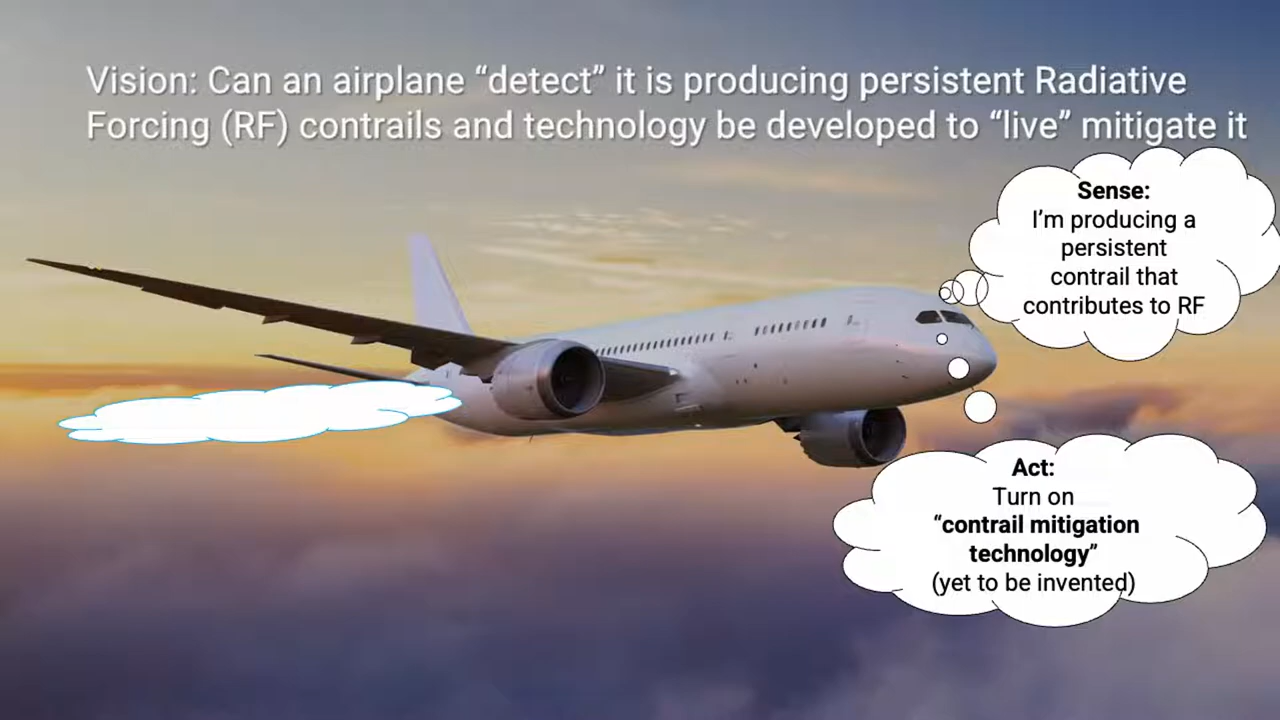 Vision: Can an airplane “detect” it is producing persistent Radiative
Forcing (RF) contrails and technology be developed to “live” mitigate it
Sense:
I’m producing a
persistent
contrail that
contributes to RF
Act:
Turn on
“contrail mitigation
technology”
(yet to be invented)